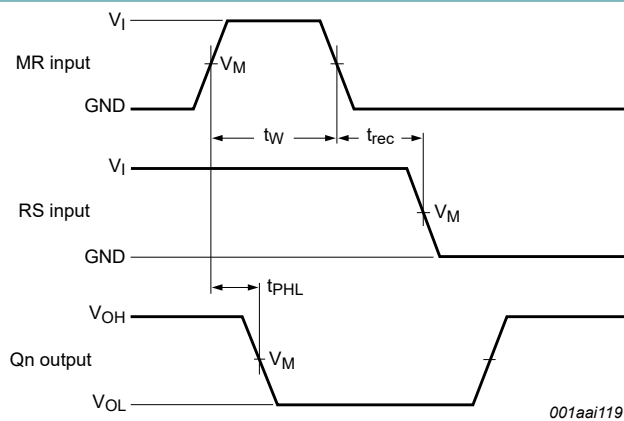 VI
MR input
VM
GND
tW
trec
VI
RS input
VM
GND
tPHL
VOH
Qn output
VM
VOL
001aai119